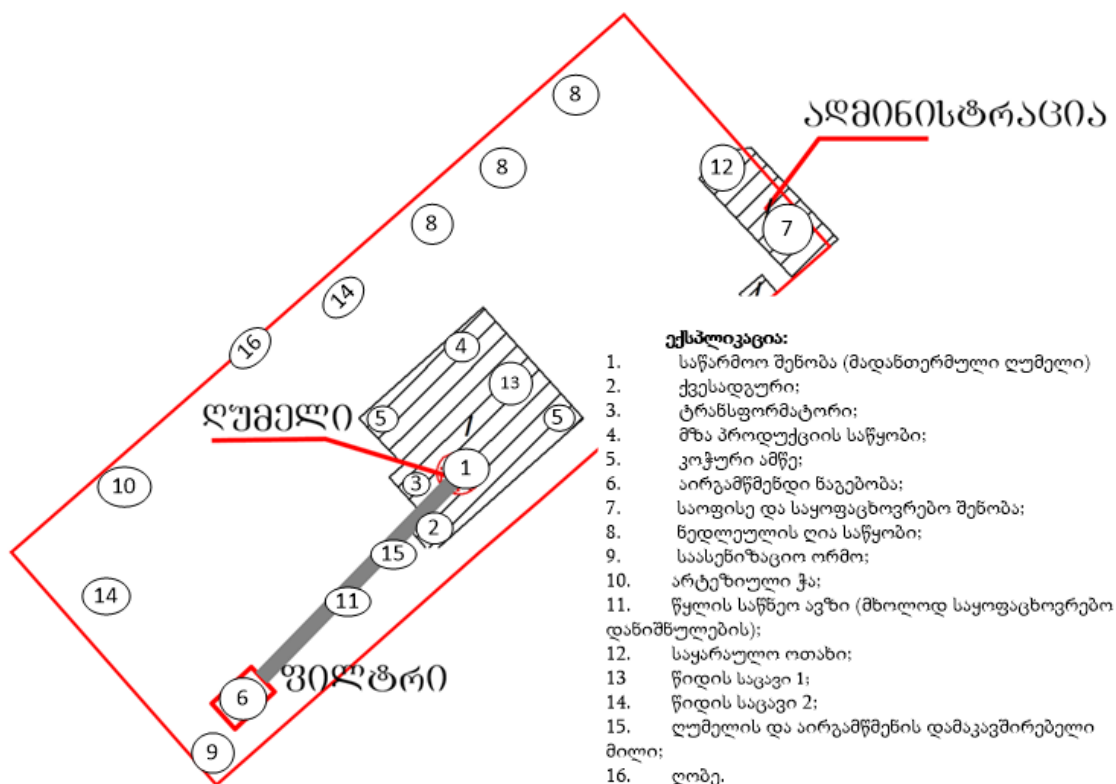 8
ადმინისტრაცია
8
12
8
7
14
16
4
13
ღუმელი
5
5
1
3
10
2
15
14
11
ფილტრი
6
9
ექსპლიკაცია:
1. საწარმოო შენობა (მადანთერმული ღუმელი)
2. ქვესადგური;
3. ტრანსფორმატორი;
4. მზა პროდუქციის საწყობი;
5. კოჭური ამწე;
6. აირგამწმენდი ნაგებობა;
7. საოფისე და საყოფაცხოვრებო შენობა;
8. ნედლეულის ღია საწყობი;
9. საასენიზაციო ორმო;
10. არტეზიული ჭა;
11. წყლის საწნეო ავზი (მხოლოდ საყოფაცხოვრებო
დანიშნულების);
12. საყარაულო ოთახი;
13 წიდის საცავი 1;
14. წიდის საცავი 2;
15. ღუმელის და აირგამწმენის დამაკავშირებელი
მილი;
16. ღობე.